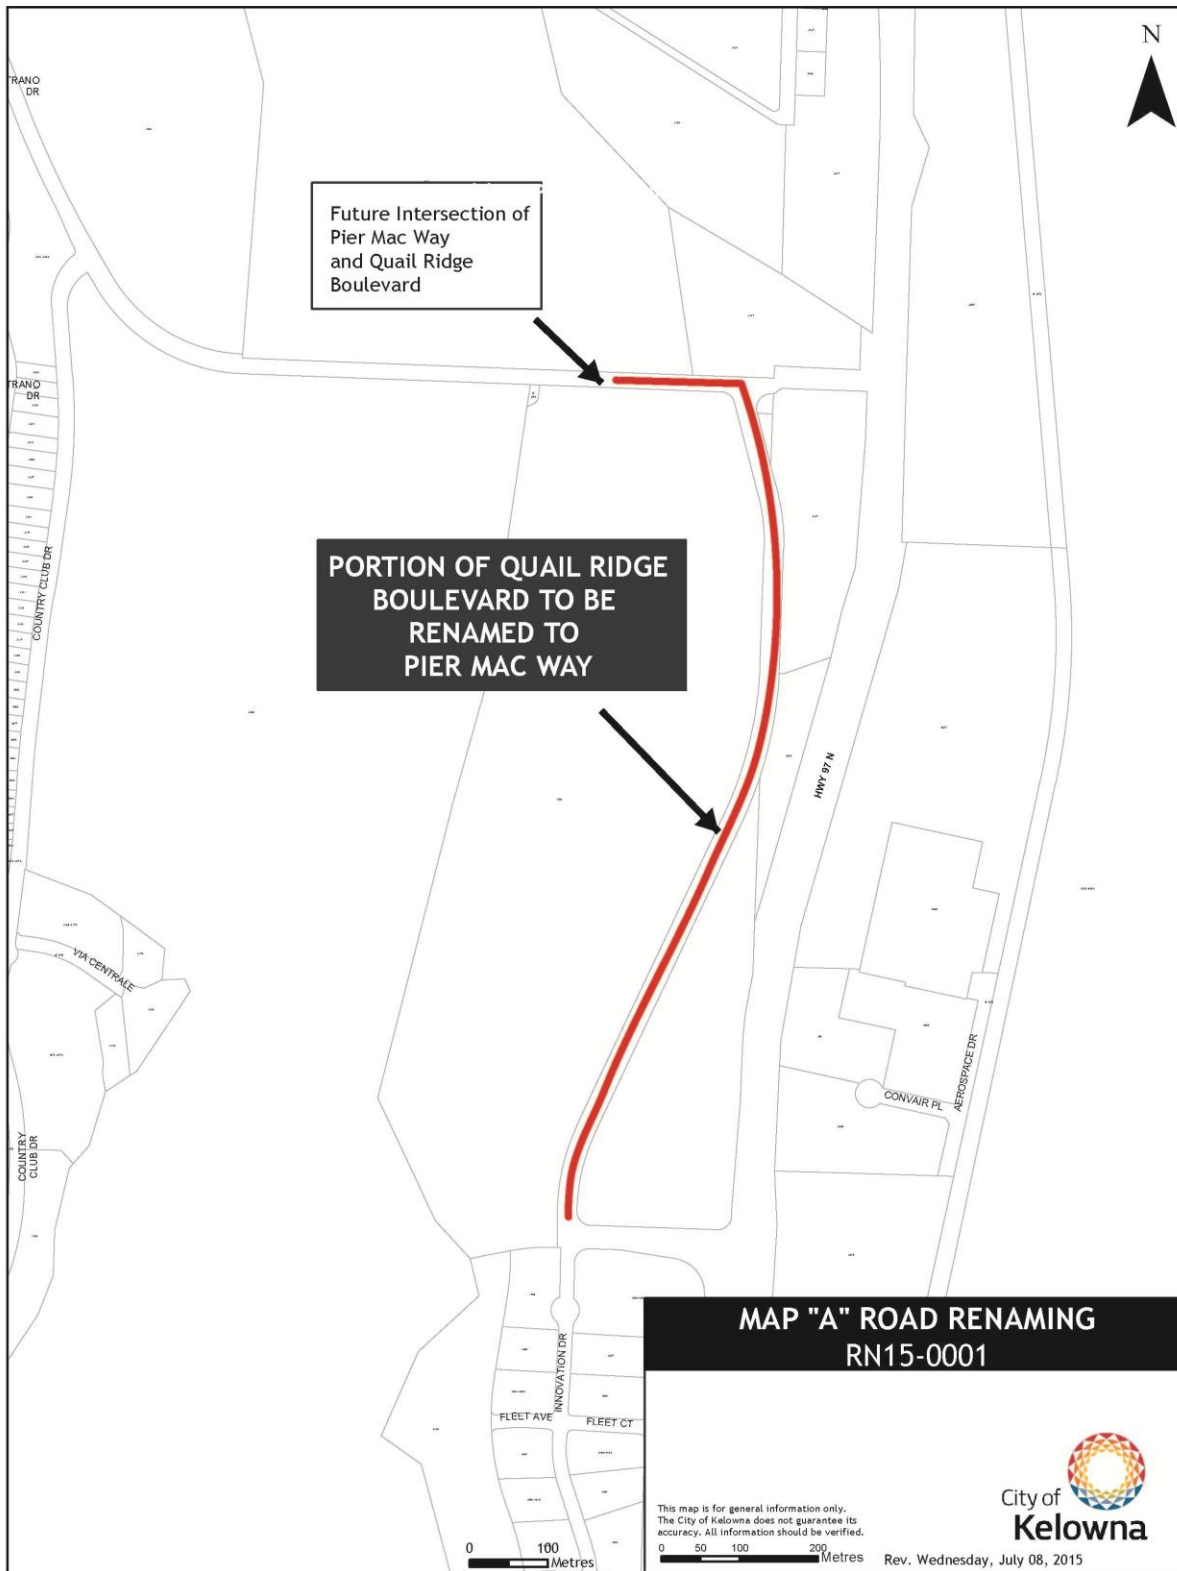 N
TRANO
DR
Future Intersection of
Pier Mac Way
and Quail Ridge
Boulevard
TRANO
DR
COUNTRY CLUB DR
PORTION OF QUAIL RIDGE
BOULEVARD TO BE
RENAMED TO
PIER MAC WAY
HWY 97 N
VIA CENTRALE
AEROSPACE DR
CONVAIR PL
COUNTRY
CLUB DR
INNOVATION DR
FLEET AVE
FLEET CT
MAP "A" ROAD RENAMING
RN15-0001
This map is for general information only.
The City of Kelowna does not guarantee its
accuracy. All information should be verified.
City of
Kelowna
0 100
Metres
0 50 100 200
Metres
Rev. Wednesday, July 08, 2015